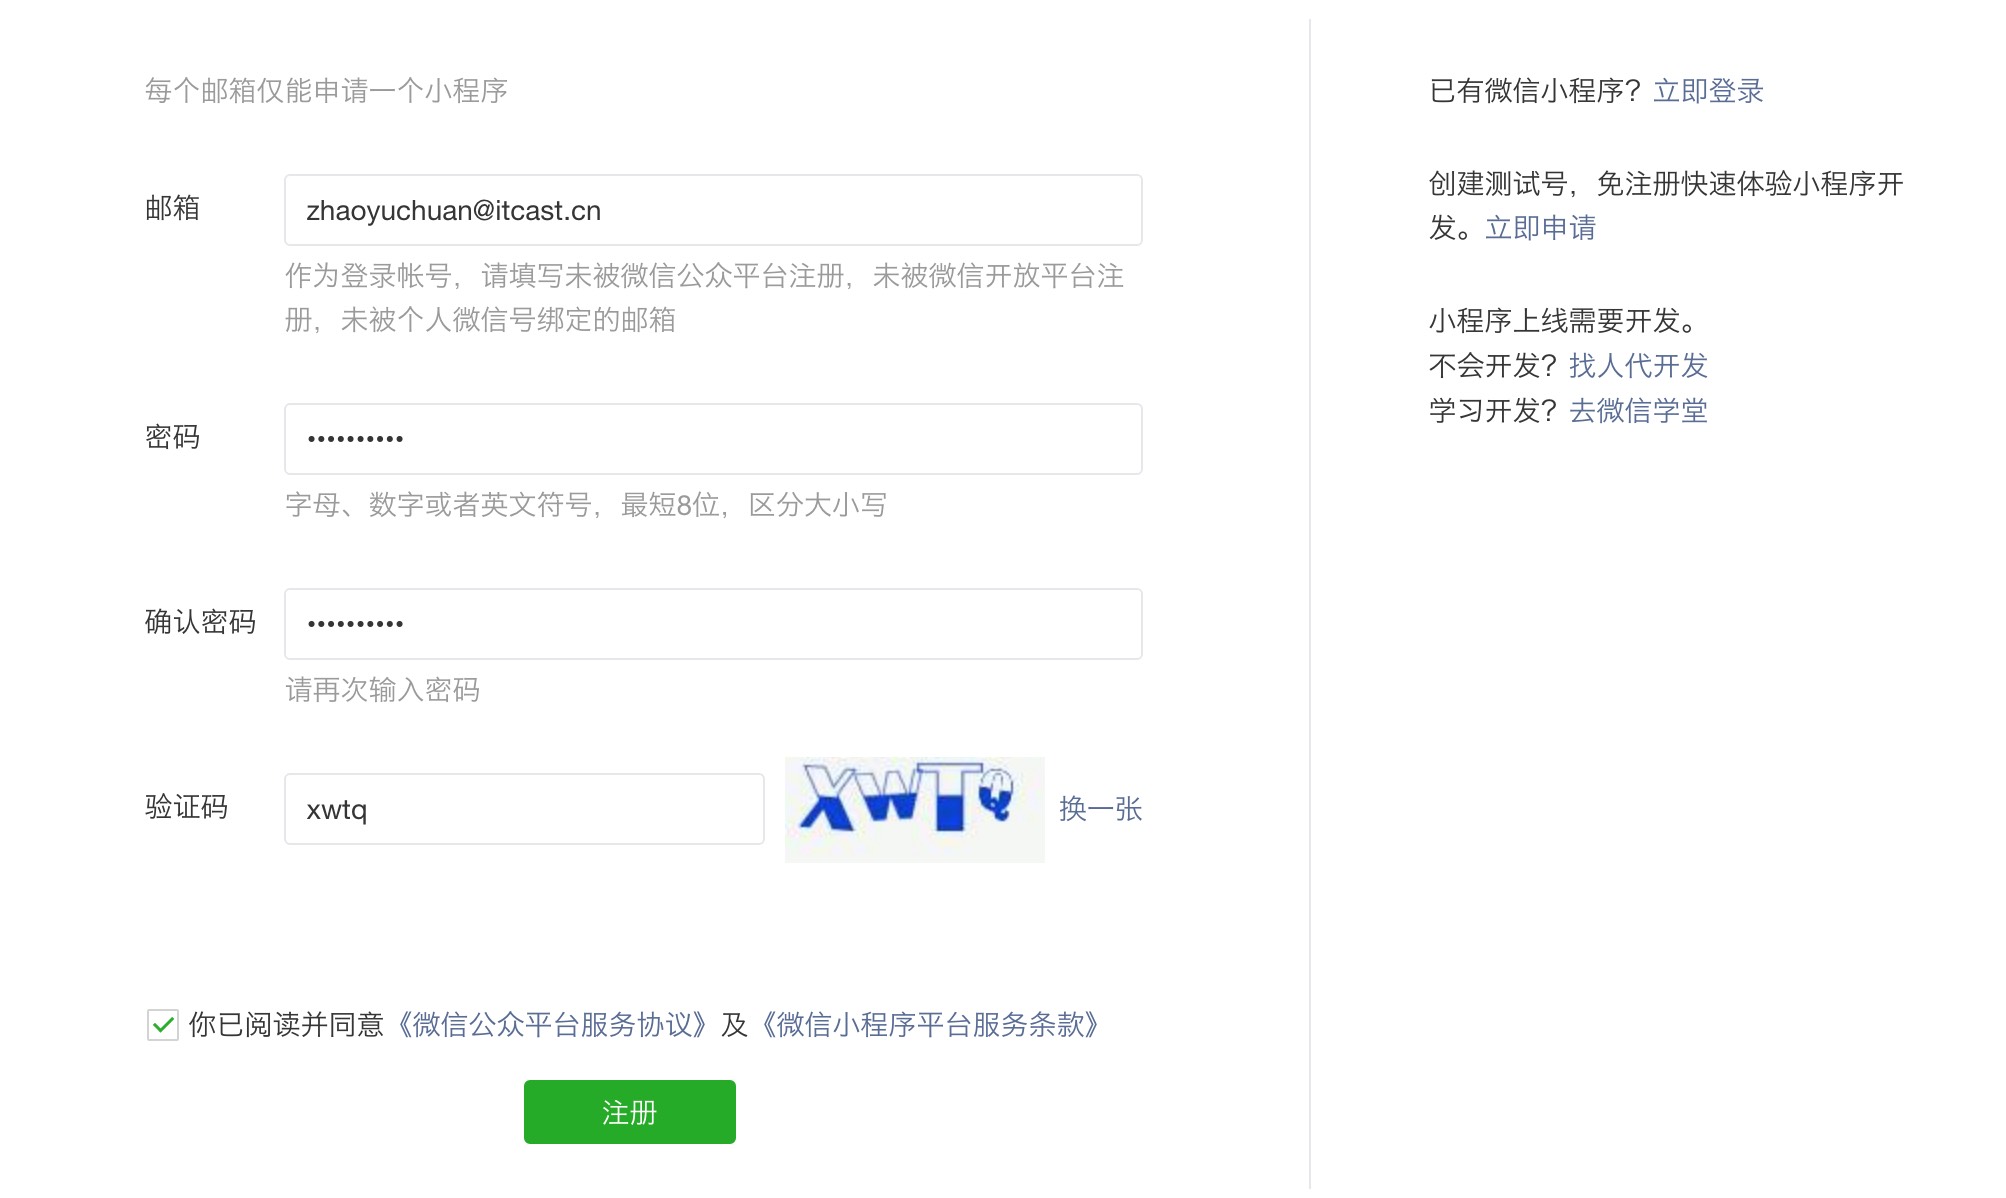 每个邮箱仅能申请一个小程序
邮箱
zhaoyuchuan@itcast.cn
作为登录帐号，请填写未被微信公众平台注册，未被微信开放平台注
册，未被个人微信号绑定的邮箱
密码
••••••••••
字母、数字或者英文符号，最短8位，区分大小写
确认密码
••••••••••
请再次输入密码
验证码
xwtq
XWTQ
换一张
你已阅读并同意《微信公众平台服务协议》及《微信小程序平台服务条款》
注册
已有微信小程序？立即登录
创建测试号，免注册快速体验小程序开
发。立即申请
小程序上线需要开发。
不会开发？找人代开发
学习开发？去微信学堂